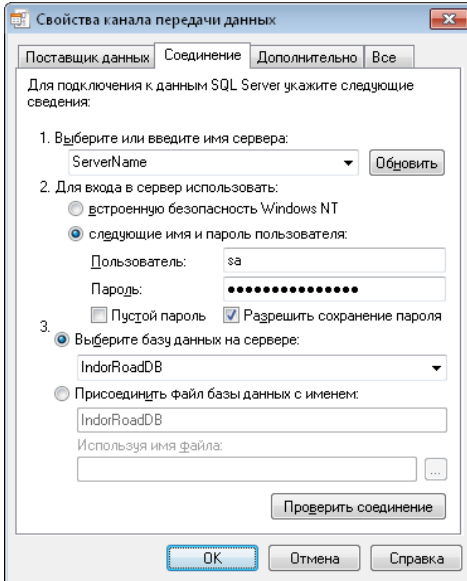 Свойства канала передачи данных
Поставщик данных Соединение Дополнительно Все
Для подключения к данным SQL Server укажите следующие
сведения:
1. Выберите или введите имя сервера:
ServerName Обновить
2. Для входа в сервер использовать:
встроенную безопасность Windows NT
следующие имя и пароль пользователя:
Пользователь: sa
Пароль: ●●●●●●●●●●●●●●●
Пустой пароль Разрешить сохранение пароля
3. Выберите базу данных на сервере:
IndorRoadDB
Присоединить файл базы данных с именем:
IndorRoadDB
Используя имя файла:
...
Проверить соединение
OK Отмена Справка